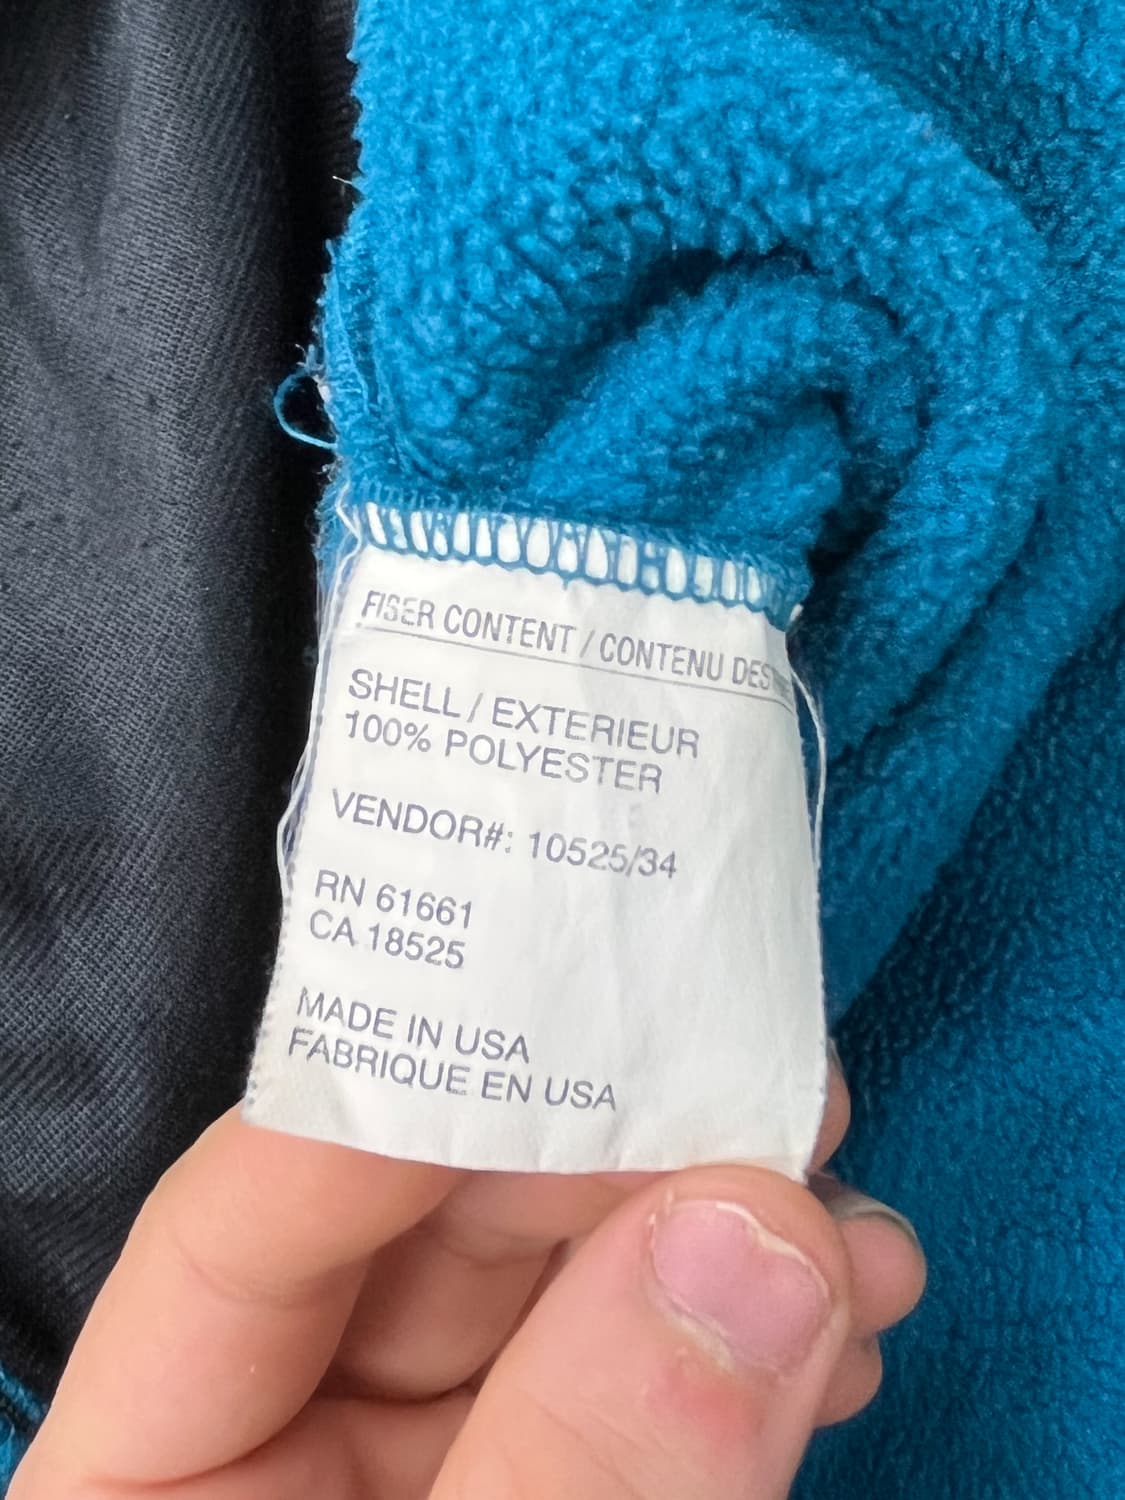 FIBER CONTENT / CONTENU DES
SHELL / EXTERIEUR
100% POLYESTER
VENDOR#: 10525/34
RN 61661
CA 18525
MADE IN USA
FABRIQUE EN USA